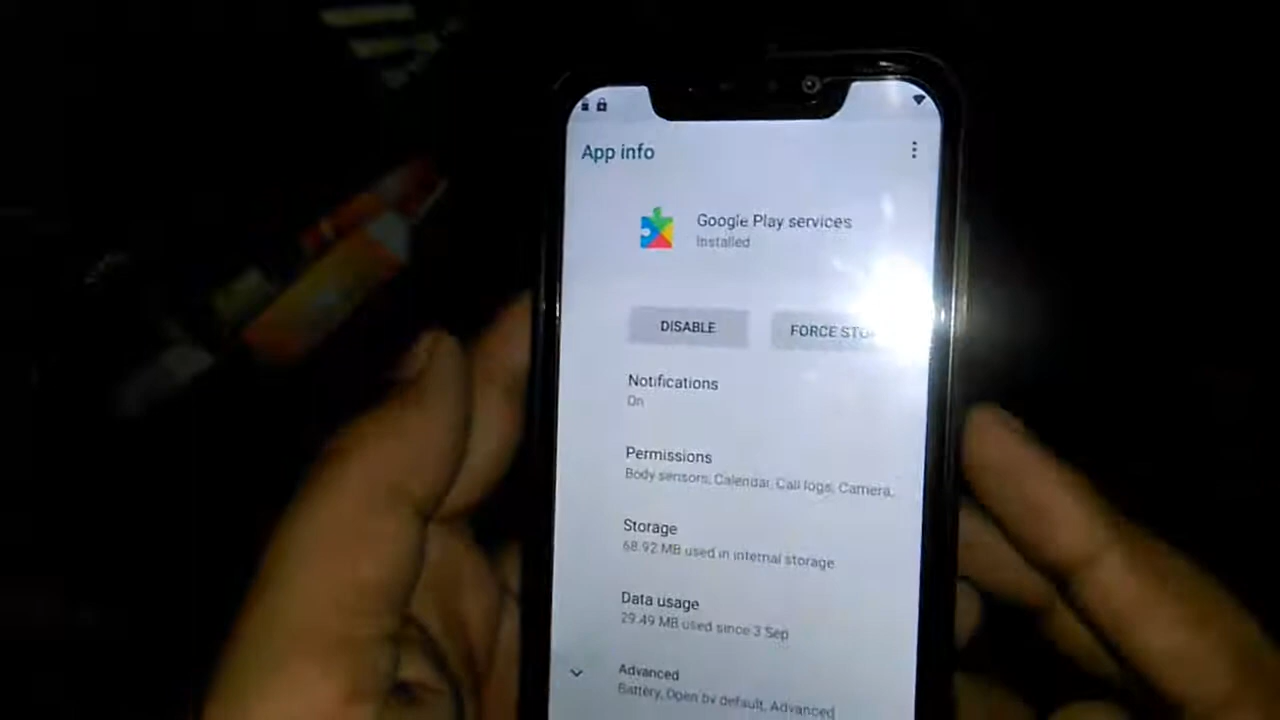 App info
Google Play services
Installed
DISABLE
FORCE STO
Notifications
On
Permissions
Body sensors, Calendar, Call logs, Camera,
Storage
68.92 MB used in internal storage
Data usage
29.49 MB used since 3 Sep
Advanced
Battery, Open by default, Advanced